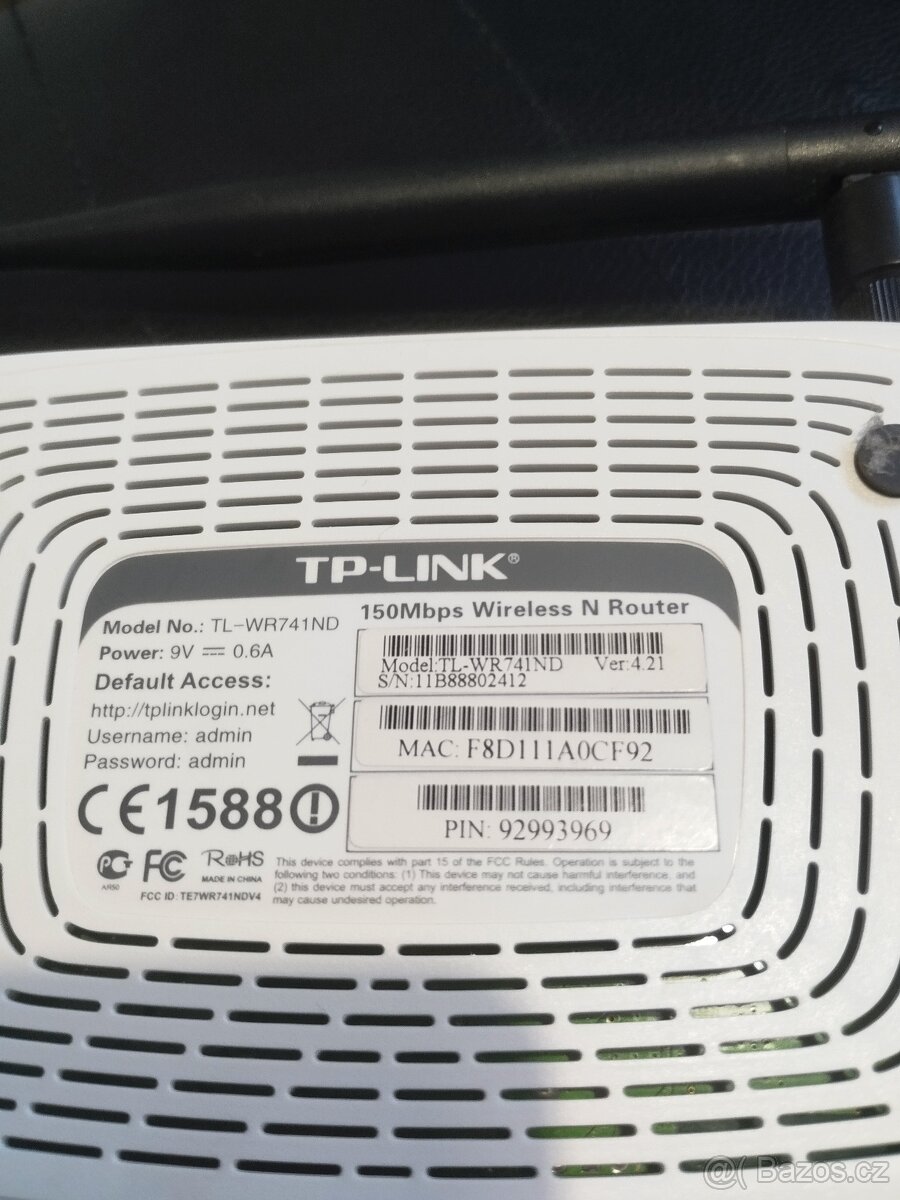 TP-LINK®
150Mbps Wireless N Router
Model No.: TL-WR741ND
Power: 9V ⎓ 0.6A
Default Access:
http://tplinklogin.net
Username: admin
Password: admin
Model:TL-WR741ND Ver:4.21
S/N:11B88802412
MAC: F8D111A0CF92
PIN: 92993969
CE1588
PG
AR50
FC
RoHS
MADE IN CHINA
FCC ID: TE7WR741NDV4
This device complies with part 15 of the FCC Rules. Operation is subject to the
following two conditions: (1) This device may not cause harmful interference, and
(2) this device must accept any interference received, including interference that
may cause undesired operation.
@( Bazos.cz